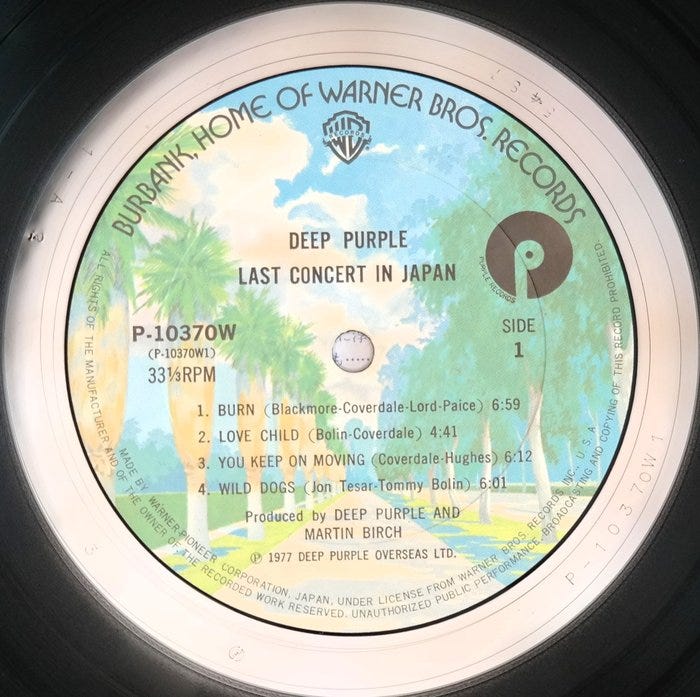 BURBANK, HOME OF WARNER BROS. RECORDS
RECORDS
DEEP PURPLE
LAST CONCERT IN JAPAN
PURPLE RECORDS
P-10370W
(P-10370W1)
33⅓RPM
SIDE
1
1. BURN (Blackmore-Coverdale-Lord-Paice) 6:59
2. LOVE CHILD (Bolin-Coverdale) 4:41
3. YOU KEEP ON MOVING (Coverdale-Hughes) 6:12
4. WILD DOGS (Jon Tesar-Tommy Bolin) 6:01
Produced by DEEP PURPLE AND
MARTIN BIRCH
Ⓟ 1977 DEEP PURPLE OVERSEAS LTD.
MADE BY WARNER-PIONEER CORPORATION, JAPAN, UNDER LICENSE FROM WARNER BROS. RECORDS INC., U.S.A.
ALL RIGHTS OF THE MANUFACTURER AND OF THE OWNER OF THE RECORDED WORK RESERVED. UNAUTHORIZED PUBLIC PERFORMANCE, BROADCASTING AND COPYING OF THIS RECORD PROHIBITED.
P-10370W1